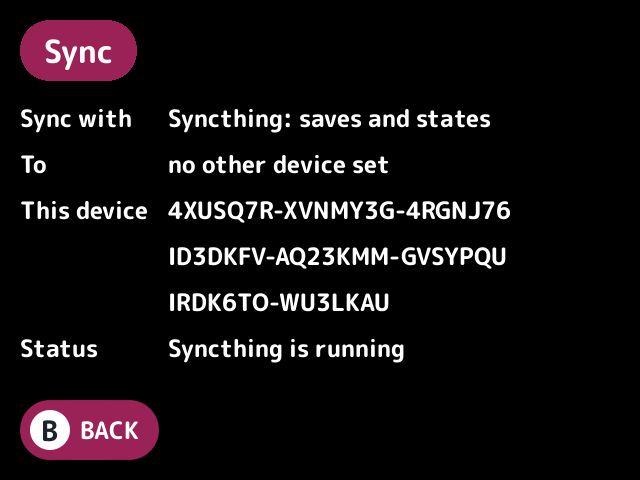 Sync
Sync with Syncthing: saves and states
To no other device set
This device 4XUSQ7R-XVNMY3G-4RGNJ76
ID3DKFV-AQ23KMM-GVSYPQU
IRDK6TO-WU3LKAU
Status Syncthing is running
B BACK